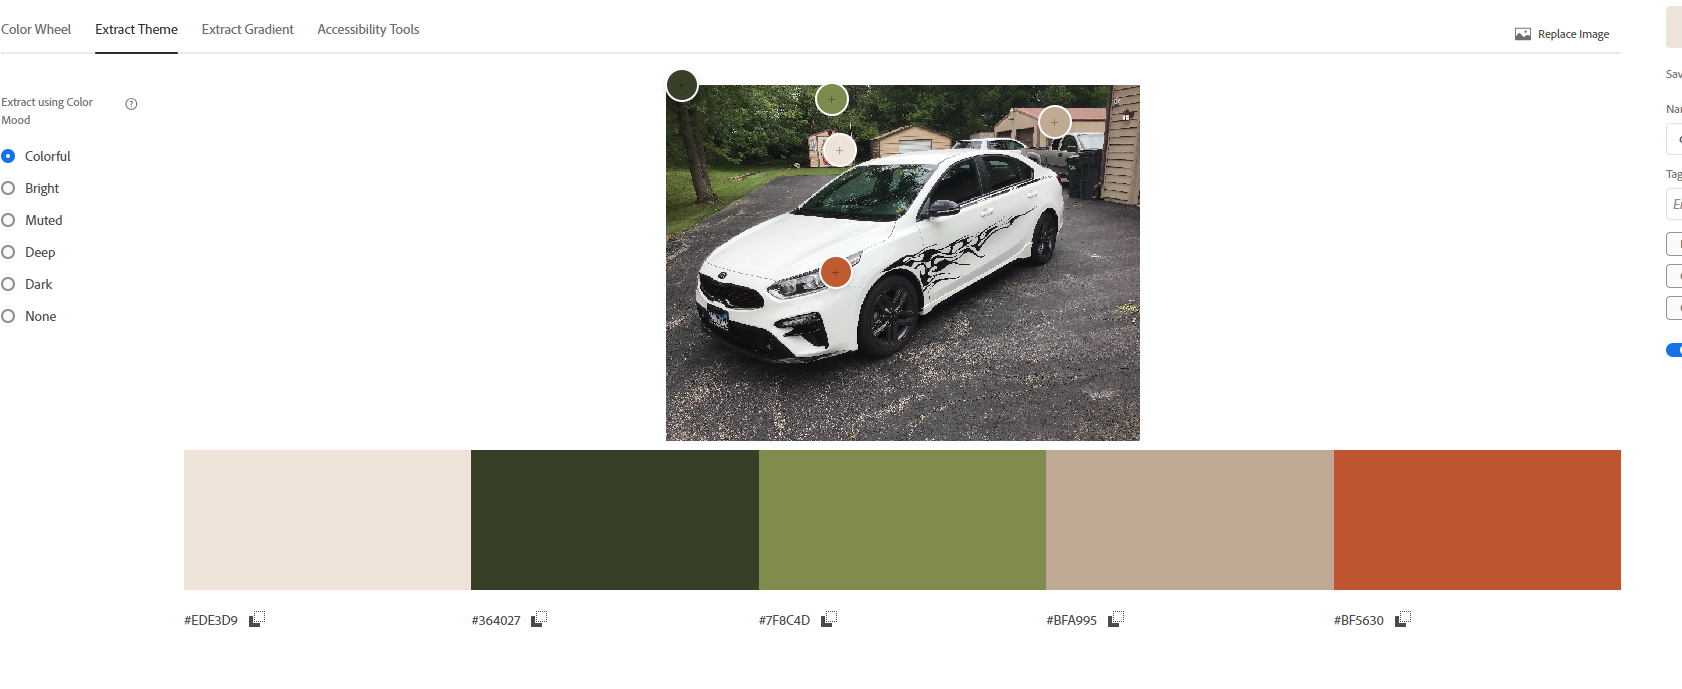 Color Wheel
Extract Theme
Extract Gradient
Accessibility Tools
Replace Image
Extract using Color
Mood
?
Colorful
Bright
Muted
Deep
Dark
None
#EDE3D9
#364027
#7F8C4D
#BFA995
#BF5630
Sav
Nar
Tag